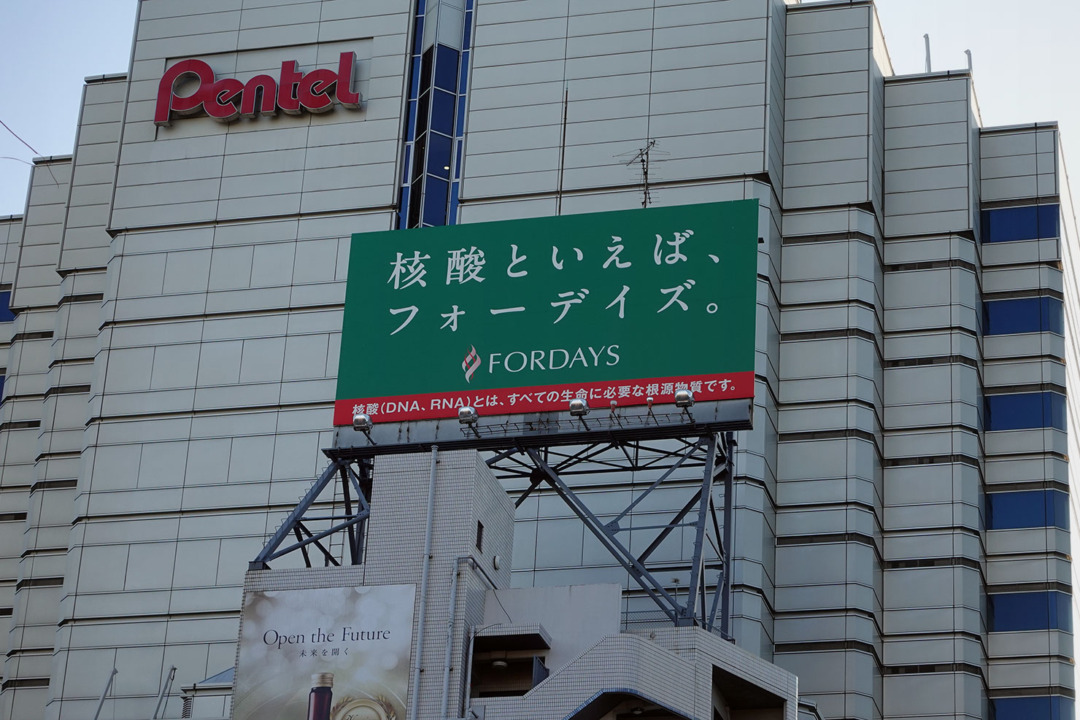 Pentel
核酸といえば、
フォーデイズ。
FORDAYS
核酸(DNA、RNA)とは、すべての生命に必要な根源物質です。
Open the Future
未来を開く